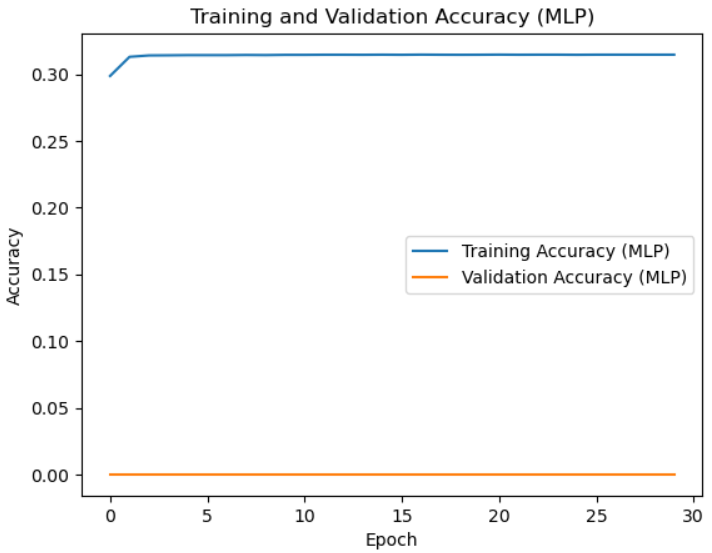 Training and Validation Accuracy (MLP)
Accuracy
0.30
0.25
0.20
0.15
0.10
0.05
0.00
Training Accuracy (MLP)
Validation Accuracy (MLP)
0 5 10 15 20 25 30
Epoch